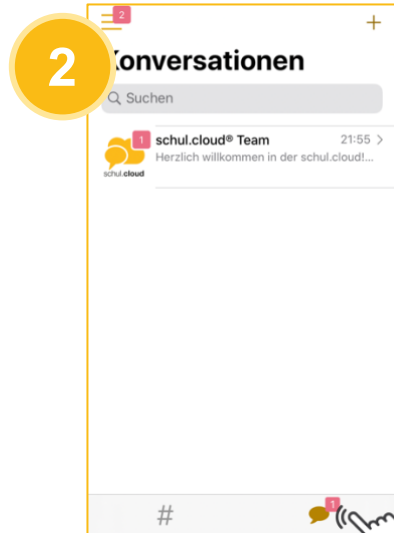 2
2
+
Konversationen
Suchen
1
schul.cloud® Team 21:55 >
Herzlich willkommen in der schul.cloud!...
schul.cloud
#
1